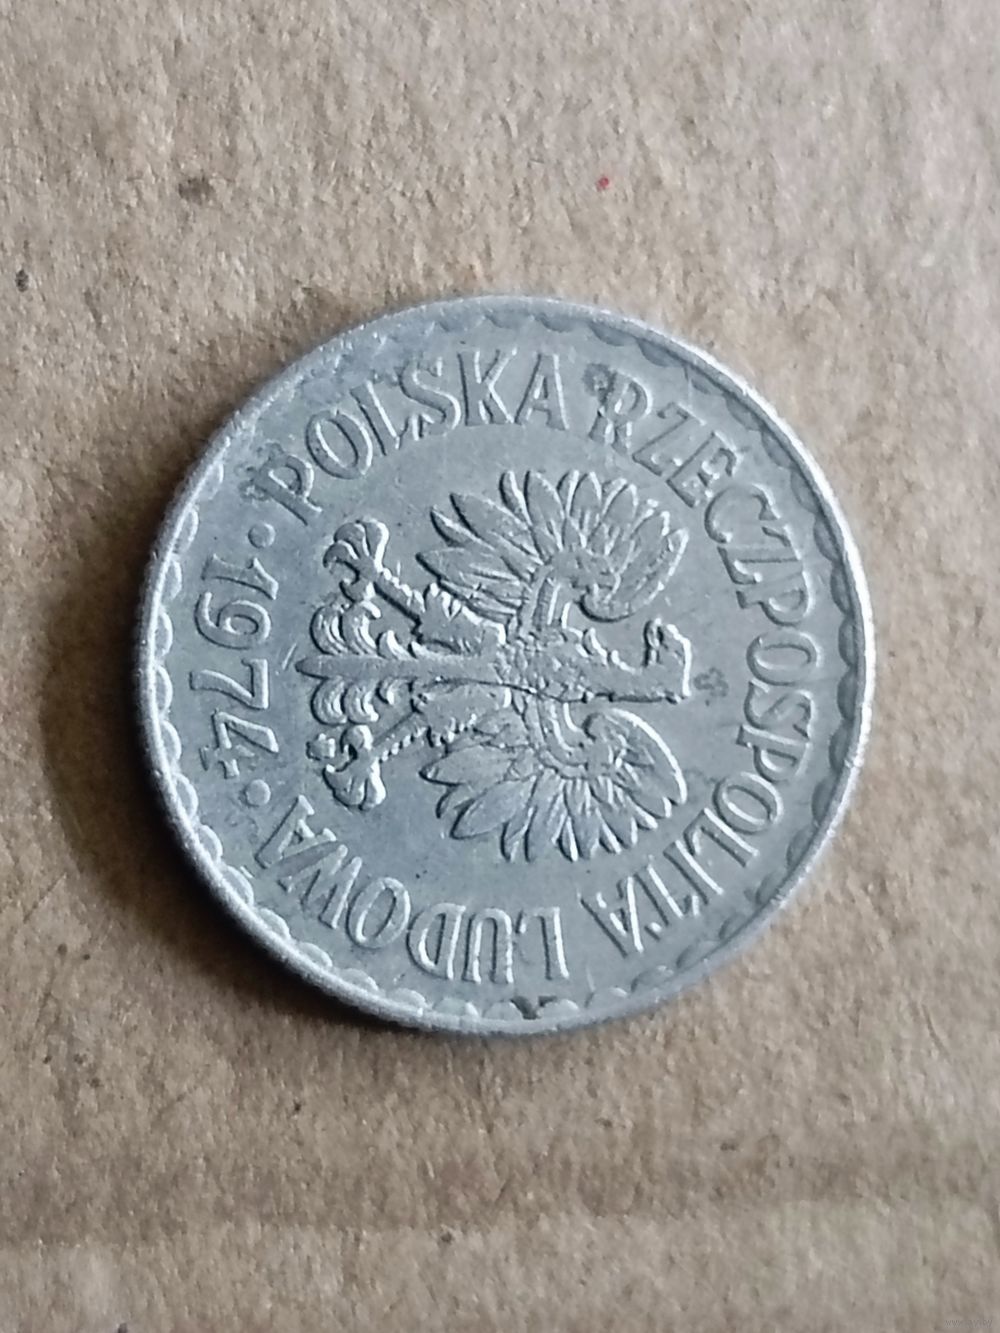 POLSKA RZECZPOSPOLITA LUDOWA
• 1974 •